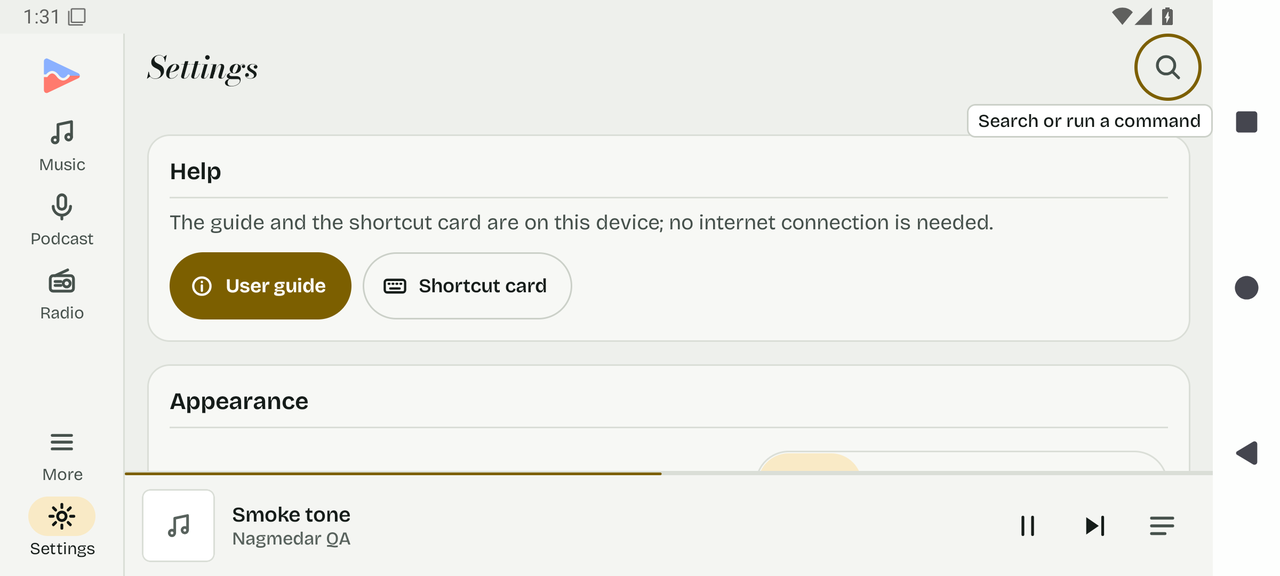 1:31
Settings
Search or run a command
Music
Podcast
Radio
More
Settings
Help
The guide and the shortcut card are on this device; no internet connection is needed.
User guide
Shortcut card
Appearance
Smoke tone
Nagmedar QA